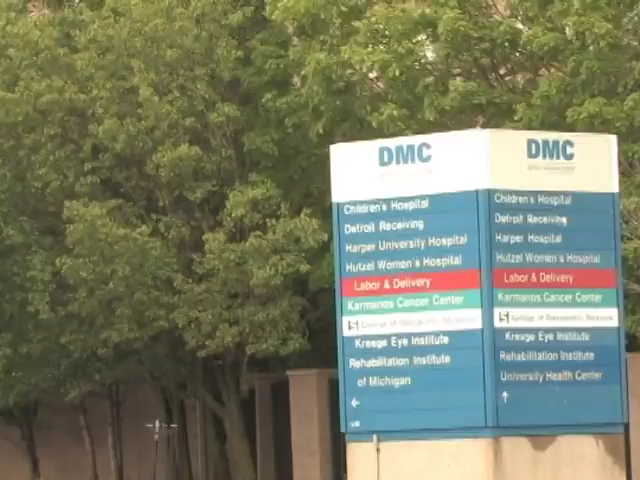 DMC
Children's Hospital
Detroit Receiving
Harper University Hospital
Hutzel Women's Hospital
Labor & Delivery
Karmanos Cancer Center
Kresge Eye Institute
Rehabilitation Institute
of Michigan
←
DMC
Children's Hospital
Detroit Receiving
Harper Hospital
Hutzel Women's Hospital
Labor & Delivery
Karmanos Cancer Center
Kresge Eye Institute
Rehabilitation Institute
University Health Center
↑